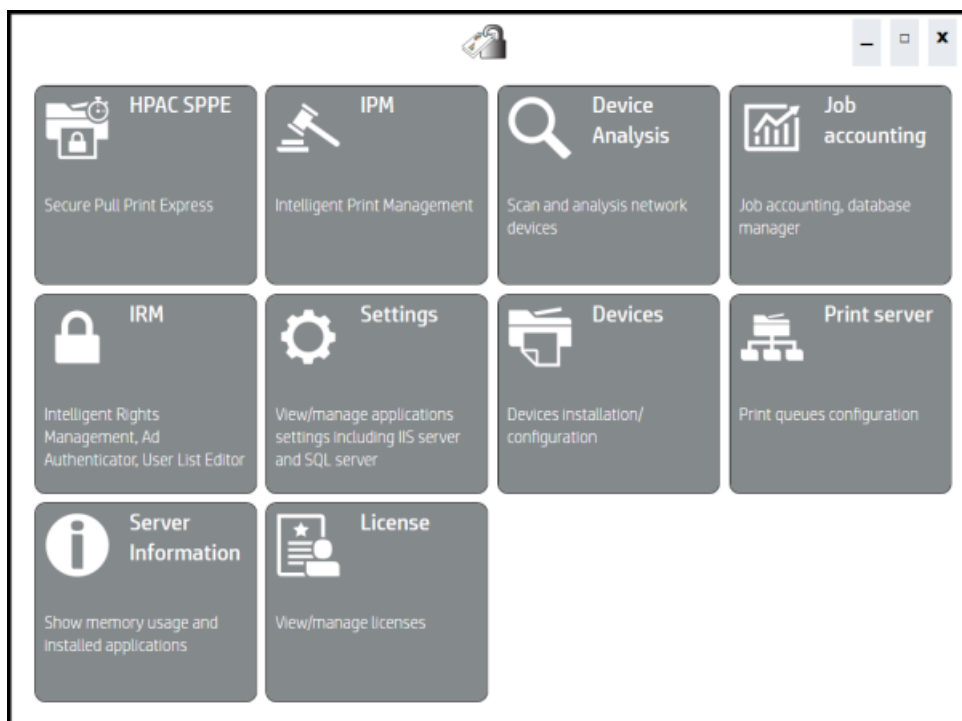 HPAC SPPE
Secure Pull Print Express
IPM
Intelligent Print Management
Device
Analysis
Scan and analysis network
devices
Job
accounting
Job accounting, database
manager
IRM
Intelligent Rights
Management, Ad
Authenticator, User List Editor
Settings
View/manage applications
settings including IIS server
and SQL server
Devices
Devices installation/
configuration
Print server
Print queues configuration
Server
Information
Show memory usage and
installed applications
License
View/manage licenses